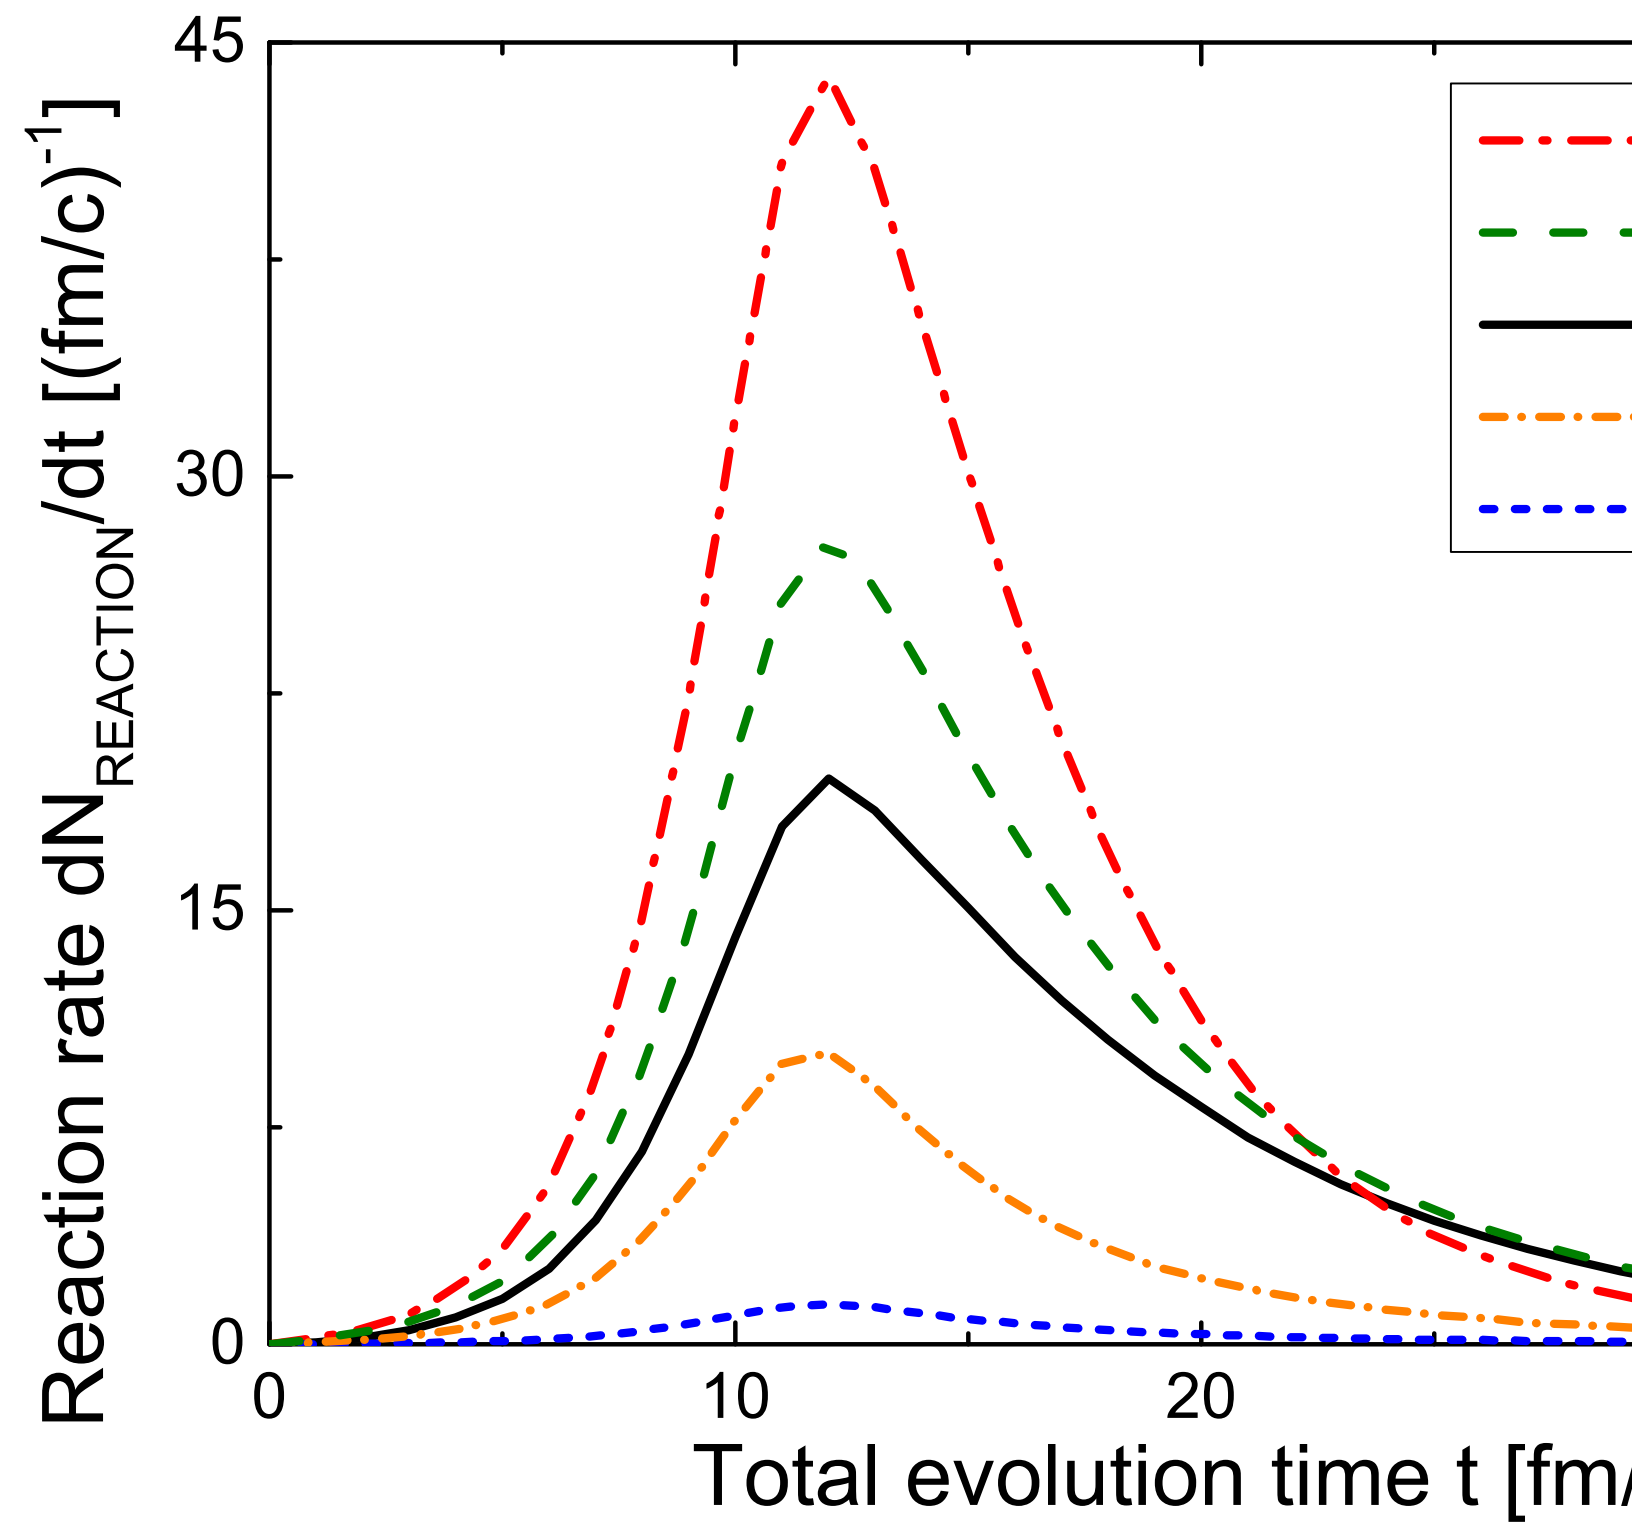 Reaction rate dN_REACTION/dt [(fm/c)^-1]
45
30
15
0
0 10 20
Total evolution time t [fm/